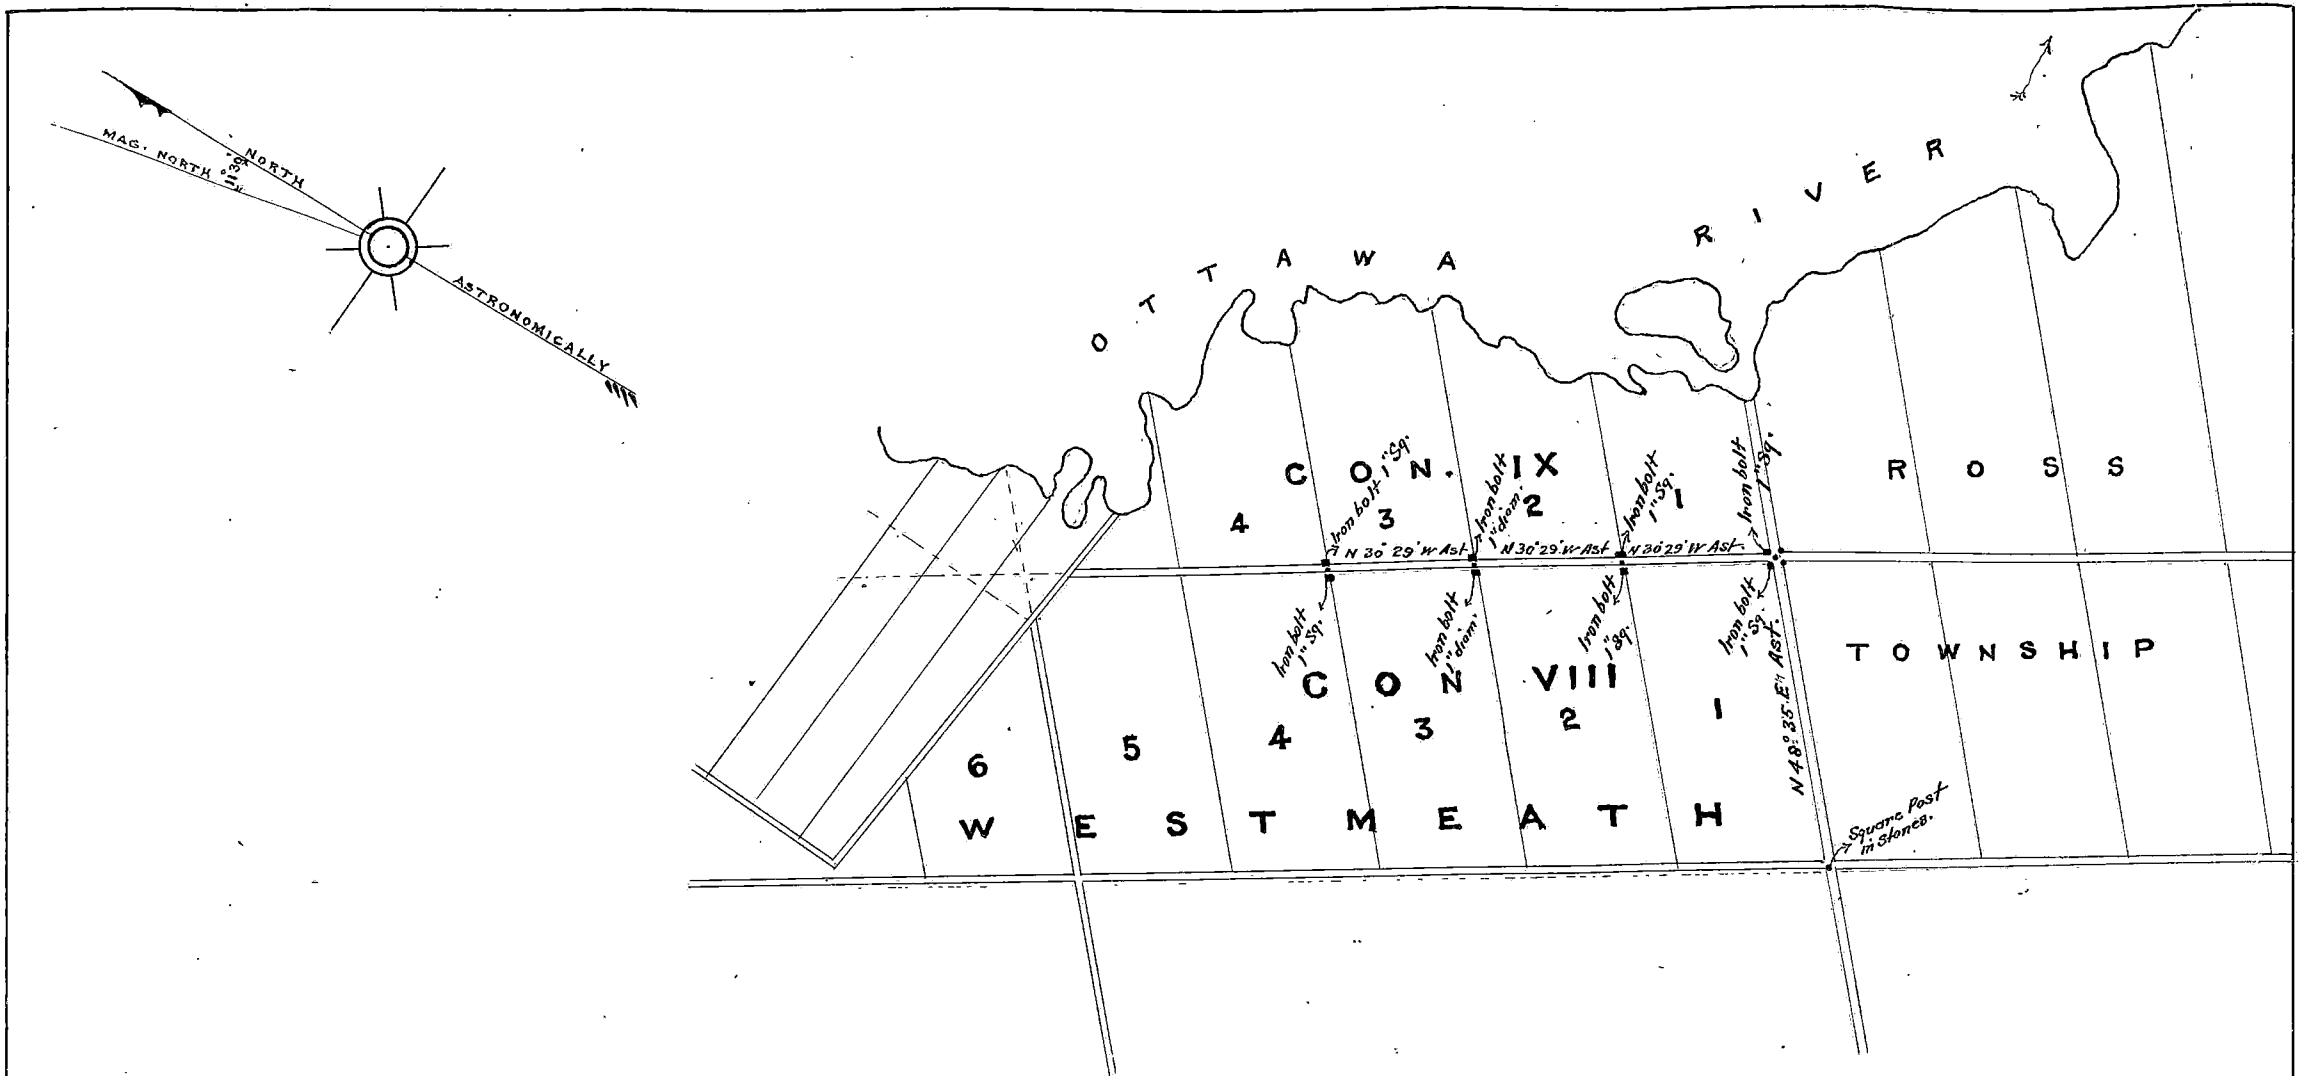 NORTH
MAG. NORTH
11°30'
ASTRONOMICALLY
OTTAWA RIVER
CON. IX
4 3 2 1
Iron bolt 1" Sq.
Iron bolt
1" diam.
Iron bolt
1" Sq.
Iron bolt
1" Sq.
N 30° 29' W Ast.
N 30° 29' W Ast
N 30° 29' W Ast.
Iron bolt
1" Sq.
Iron bolt
1" diam.
Iron bolt
1" Sq.
Iron bolt
1" Sq.
N 48° 35' E Ast.
CON VIII
6 5 4 3 2 1
WESTMEATH
ROSS
TOWNSHIP
Square Post
in Stones.